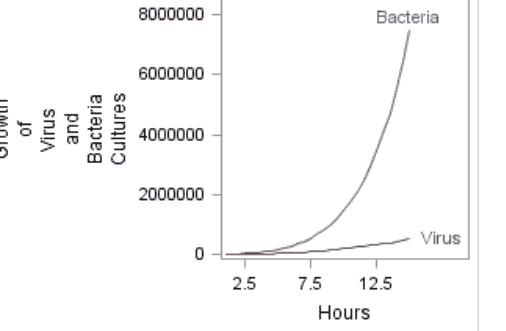 Growth
of
Virus
and
Bacteria
Cultures
8000000
6000000
4000000
2000000
0
Bacteria
Virus
2.5 7.5 12.5
Hours